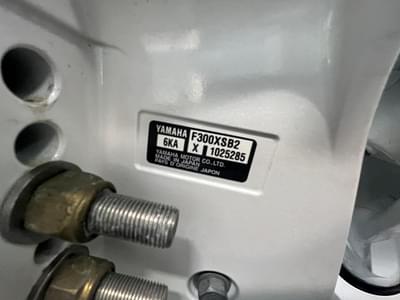 YAMAHA F300XSB2
6KA X 1025285
YAMAHA MOTOR CO.,LTD.
MADE IN JAPAN
PAYS D'ORIGINE JAPON